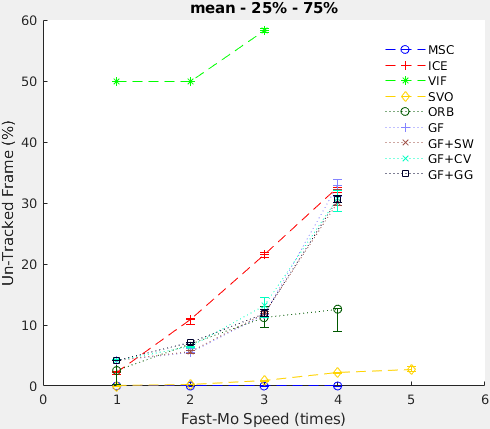 mean - 25% - 75%
60
50
40
30
20
10
0
Un-Tracked Frame (%)
MSC
ICE
VIF
SVO
ORB
GF
GF+SW
GF+CV
GF+GG
0 1 2 3 4 5 6
Fast-Mo Speed (times)